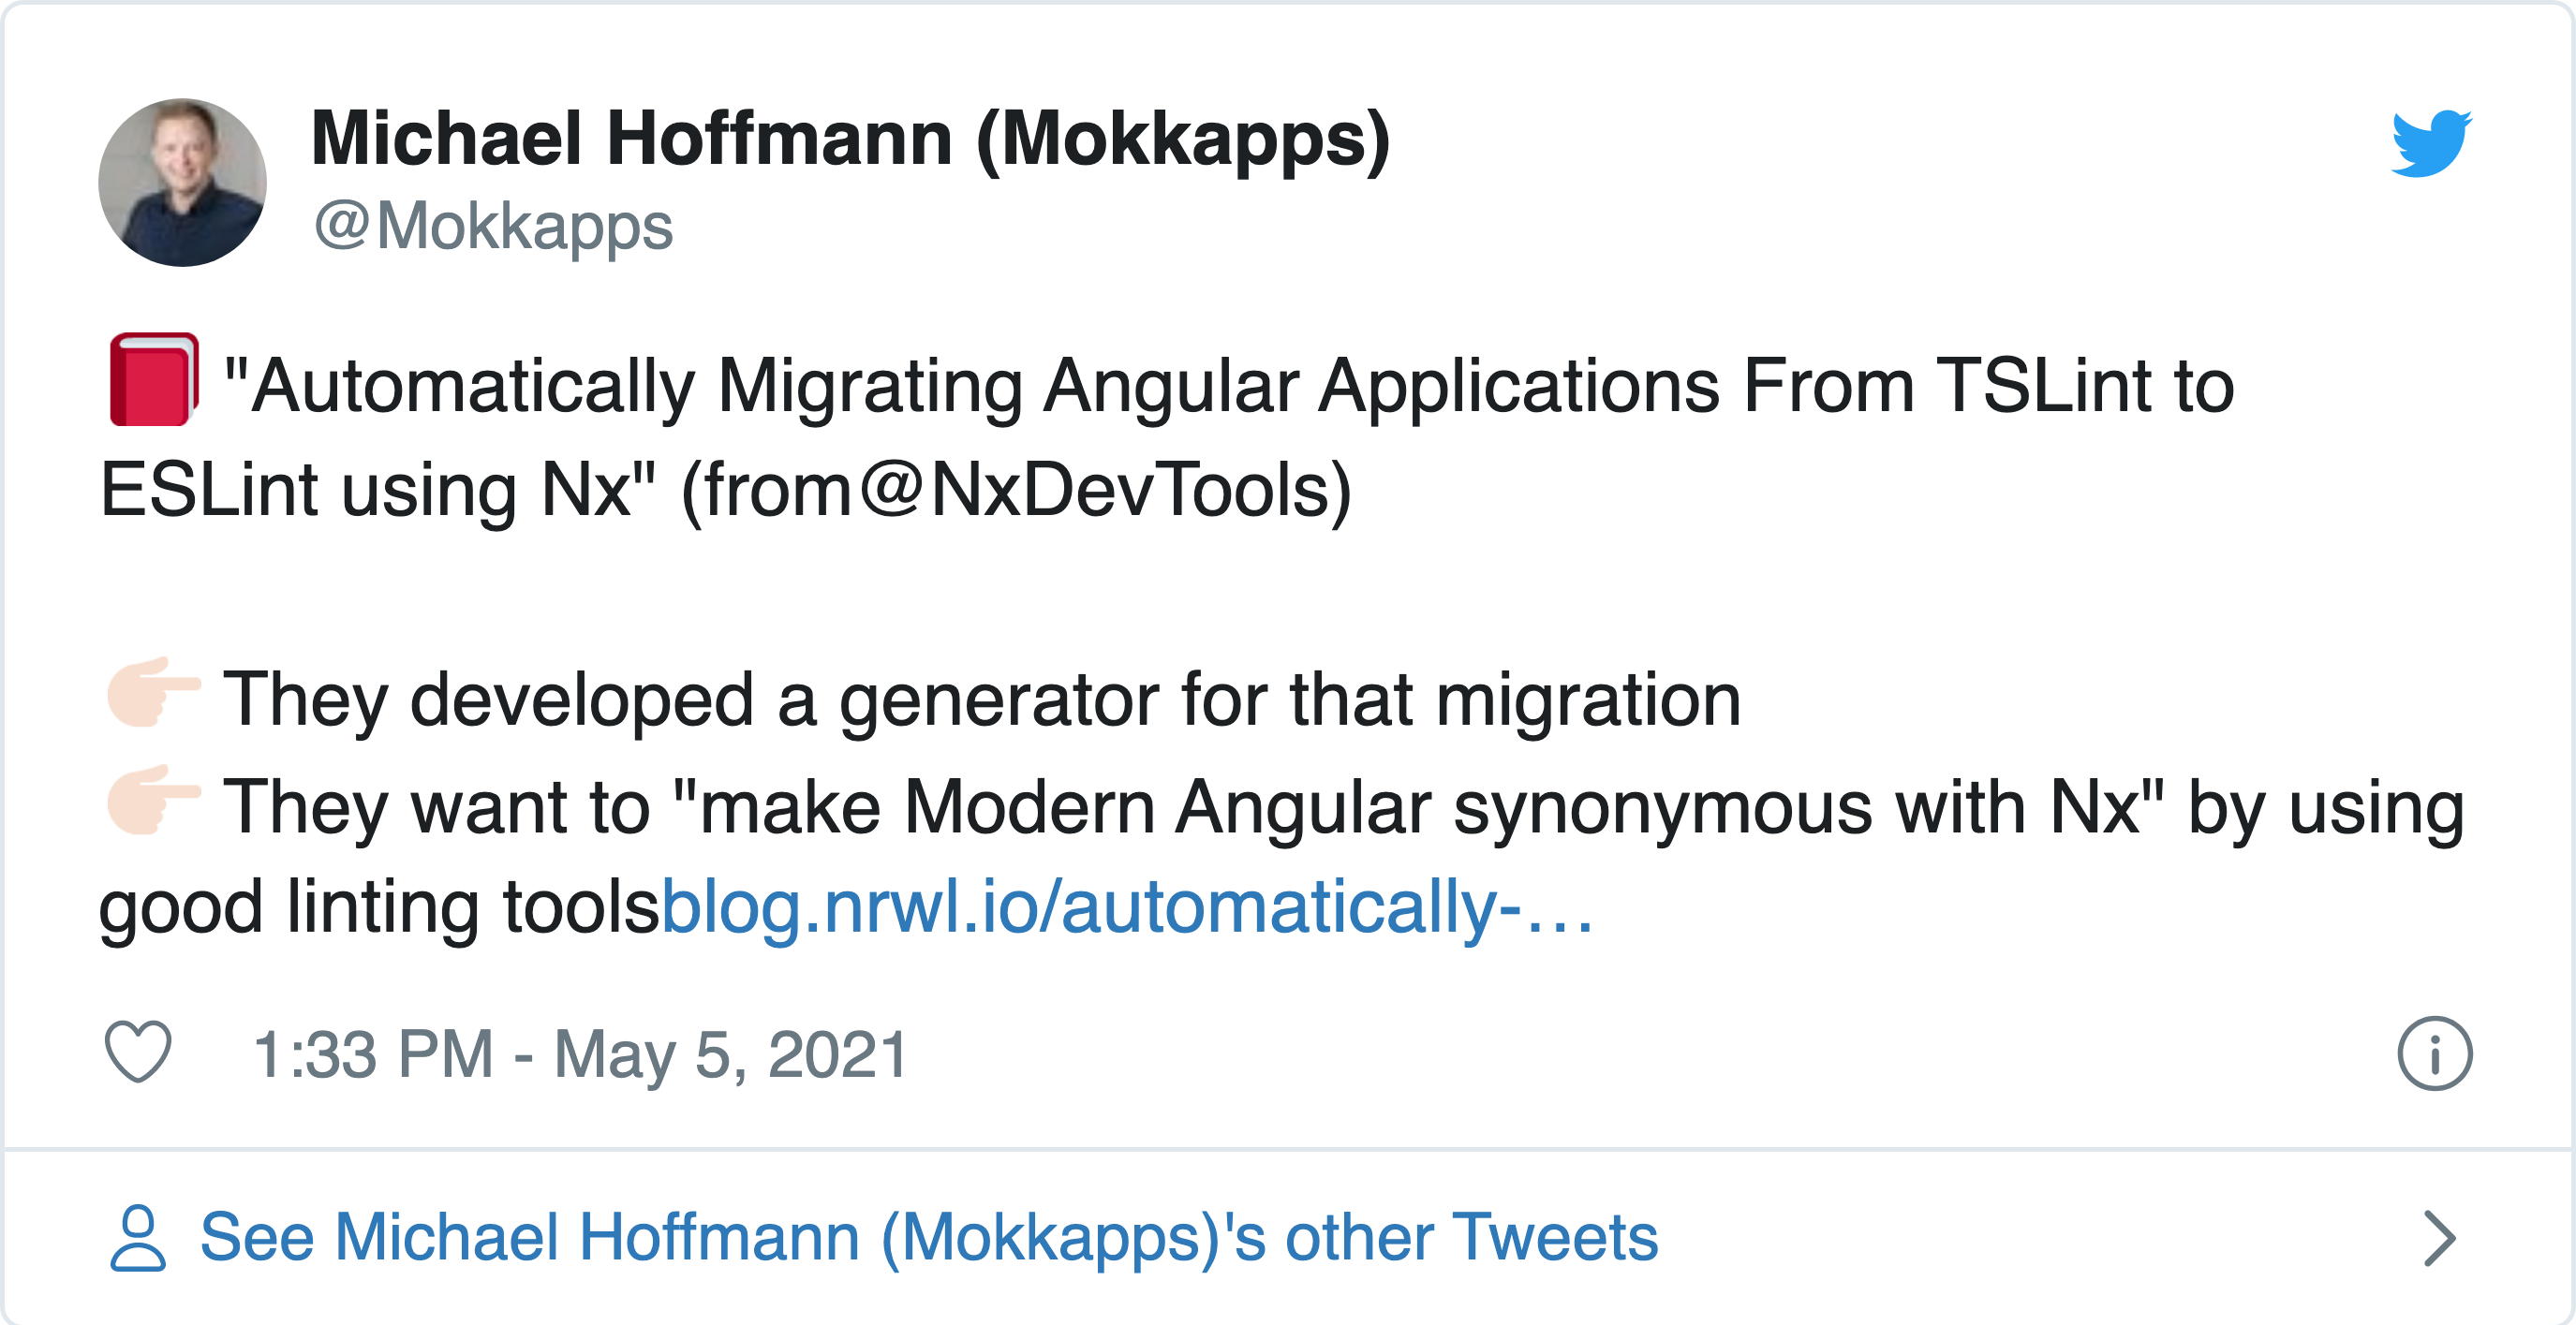 Michael Hoffmann (Mokkapps)
@Mokkapps
"Automatically Migrating Angular Applications From TSLint to
ESLint using Nx" (from@NxDevTools)
They developed a generator for that migration
They want to "make Modern Angular synonymous with Nx" by using
good linting toolsblog.nrwl.io/automatically-…
1:33 PM - May 5, 2021
See Michael Hoffmann (Mokkapps)'s other Tweets